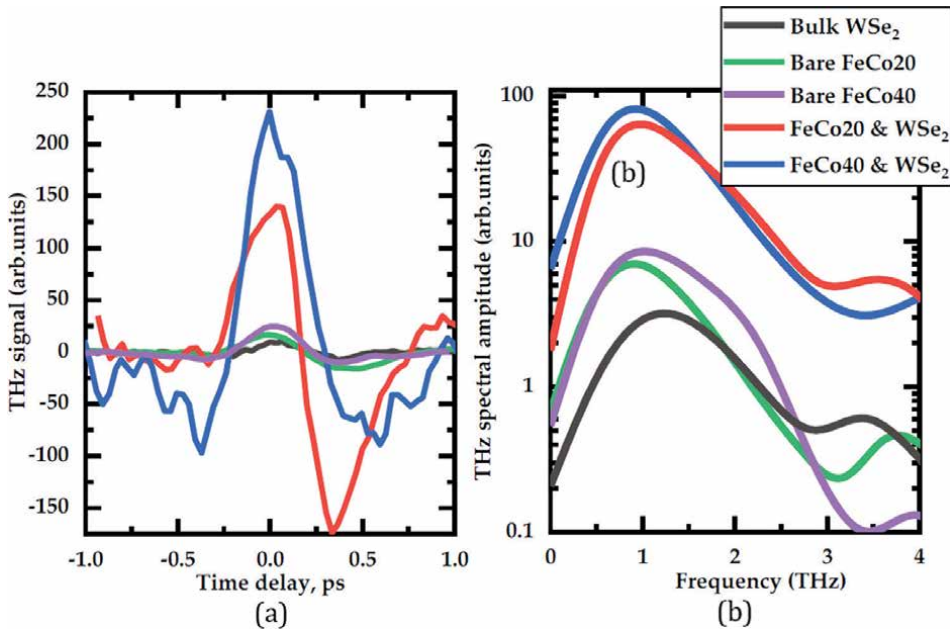 250
200
150
100
50
0
-50
-100
-150
-1.0
-0.5
0.0
0.5
1.0
THz signal (arb.units)
Time delay, ps
(a)
Bulk WSe₂
Bare FeCo20
Bare FeCo40
FeCo20 & WSe₂
FeCo40 & WSe₂
(b)
100
10
1
0.1
0
1
2
3
4
THz spectral ampitude (arb.units)
Frequency (THz)
(b)